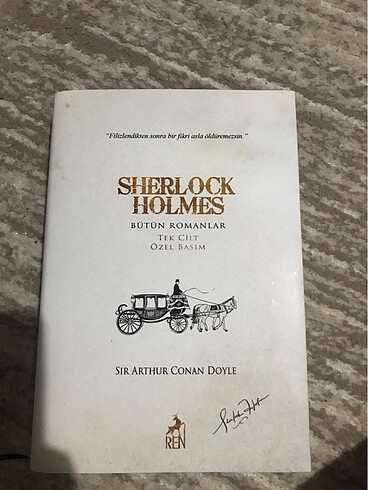 "Filizlendikten sonra bir fikri asla öldüremezsin."
SHERLOCK
HOLMES
BÜTÜN ROMANLAR
TEK CİLT
ÖZEL BASIM
SIR ARTHUR CONAN DOYLE
REN